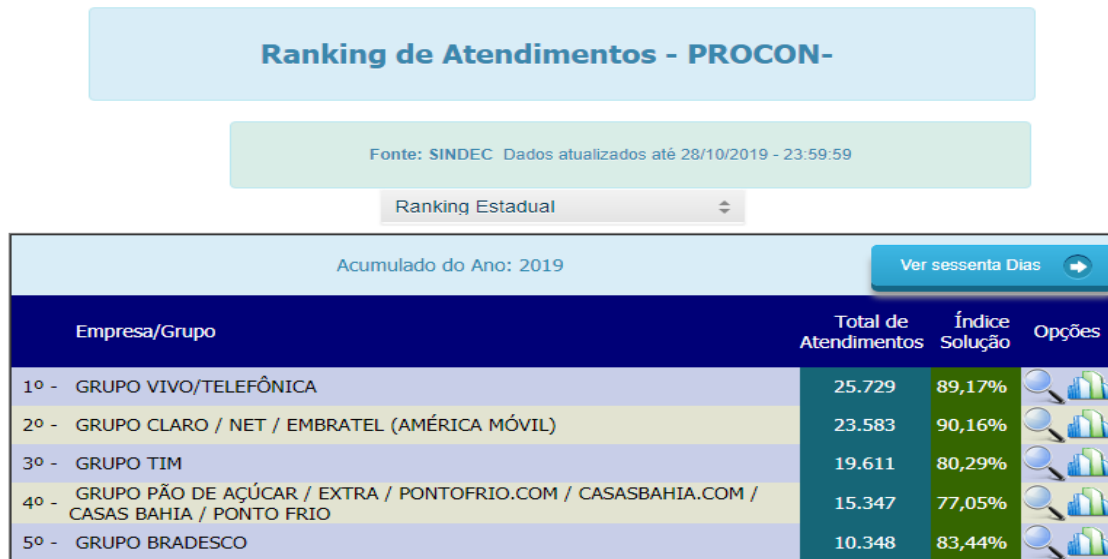 Ranking de Atendimentos - PROCON-
Fonte: SINDEC Dados atualizados até 28/10/2019 - 23:59:59
Ranking Estadual
Acumulado do Ano: 2019
Ver sessenta Dias
Empresa/Grupo Total de Atendimentos Índice Solução Opções
1º - GRUPO VIVO/TELEFÔNICA 25.729 89,17%
2º - GRUPO CLARO / NET / EMBRATEL (AMÉRICA MÓVIL) 23.583 90,16%
3º - GRUPO TIM 19.611 80,29%
4º - GRUPO PÃO DE AÇÚCAR / EXTRA / PONTOFRIO.COM / CASASBAHIA.COM /
CASAS BAHIA / PONTO FRIO 15.347 77,05%
5º - GRUPO BRADESCO 10.348 83,44%